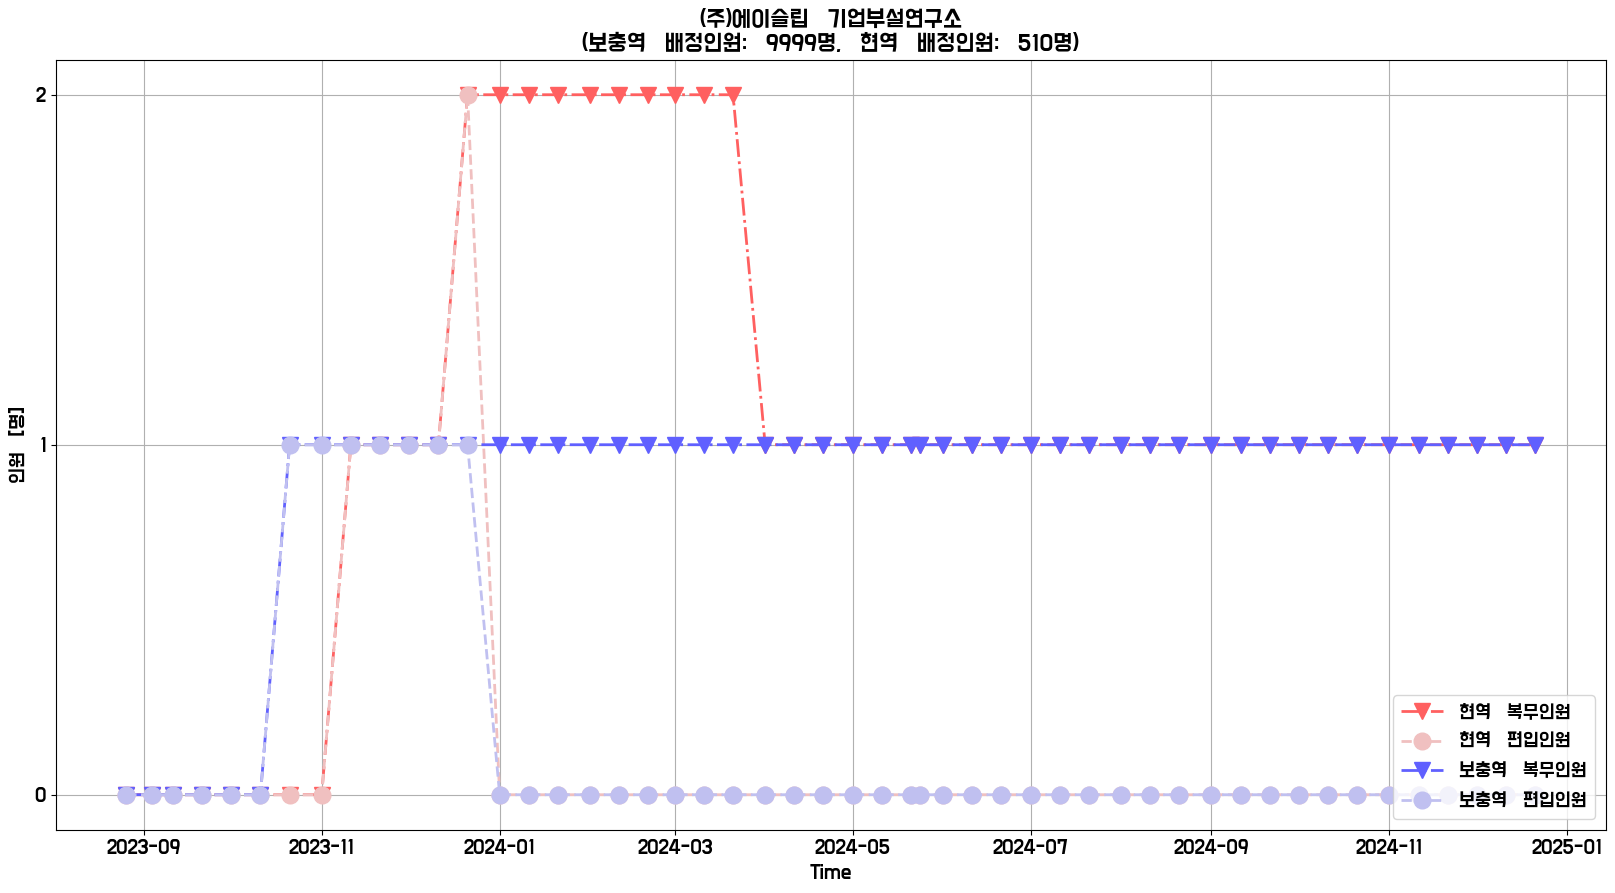 (주)에이슬립 기업부설연구소
(보충역 배정인원: 9999명, 현역 배정인원: 510명)
2
1
0
인원 [명]
2023-09 2023-11 2024-01 2024-03 2024-05 2024-07 2024-09 2024-11 2025-01
Time
현역 복무인원
현역 편입인원
보충역 복무인원
보충역 편입인원